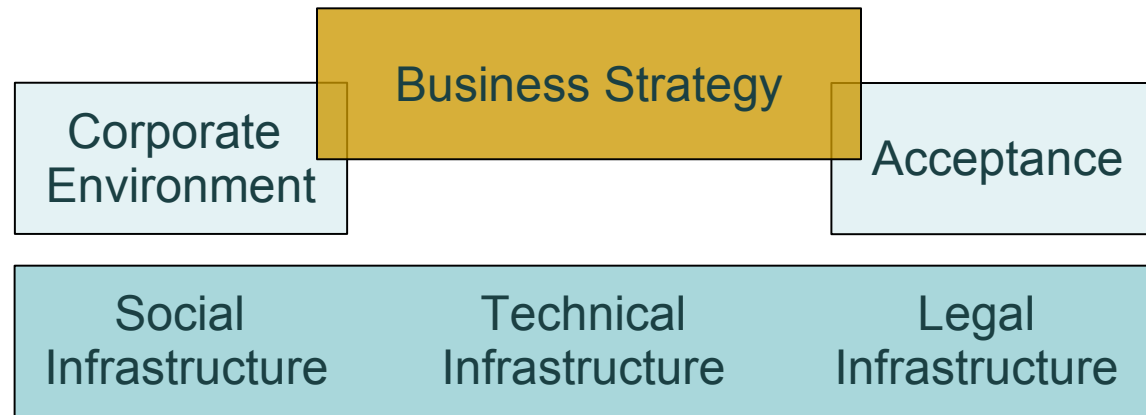 Business Strategy
Corporate
Environment
Acceptance
Social
Infrastructure
Technical
Infrastructure
Legal
Infrastructure